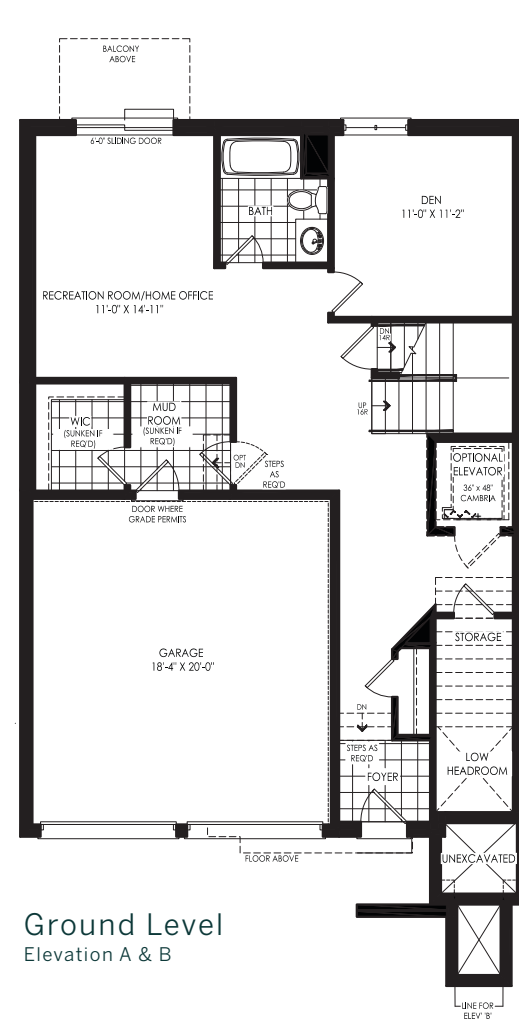 BALCONY
ABOVE
6'-0" SLIDING DOOR
BATH
DEN
11'-0" X 11'-2"
RECREATION ROOM/HOME OFFICE
11'-0" X 14'-11"
DN
14R
UP
16R
WIC
(SUNKEN IF
REQ'D)
MUD
ROOM
(SUNKEN IF
REQ'D)
OPT
DN
STEPS
AS
REQ'D
OPTIONAL
ELEVATOR
36" x 48"
CAMBRIA
DOOR WHERE
GRADE PERMITS
GARAGE
18'-4" X 20'-0"
STORAGE
DN
STEPS AS
REQ'D
FOYER
LOW
HEADROOM
FLOOR ABOVE
UNEXCAVATED
Ground Level
Elevation A & B
LINE FOR
ELEV' 'B'